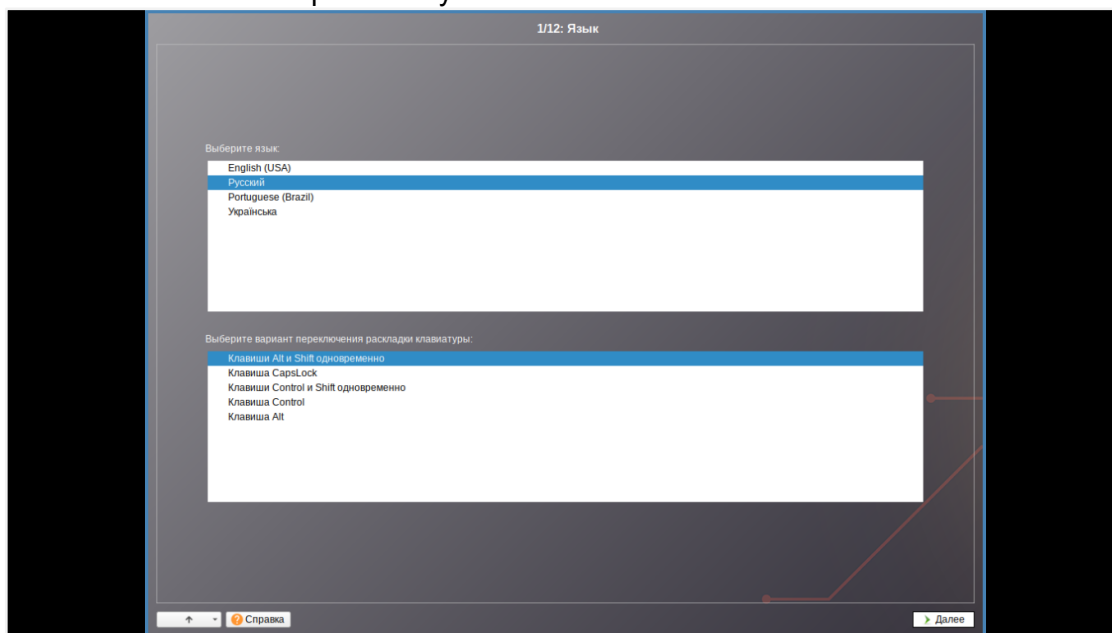 1/12: Язык
Выберите язык:
English (USA)
Русский
Portuguese (Brazil)
Українська
Выберите вариант переключения раскладки клавиатуры:
Клавиши Alt и Shift одновременно
Клавиша CapsLock
Клавиши Control и Shift одновременно
Клавиша Control
Клавиша Alt
Справка
Далее